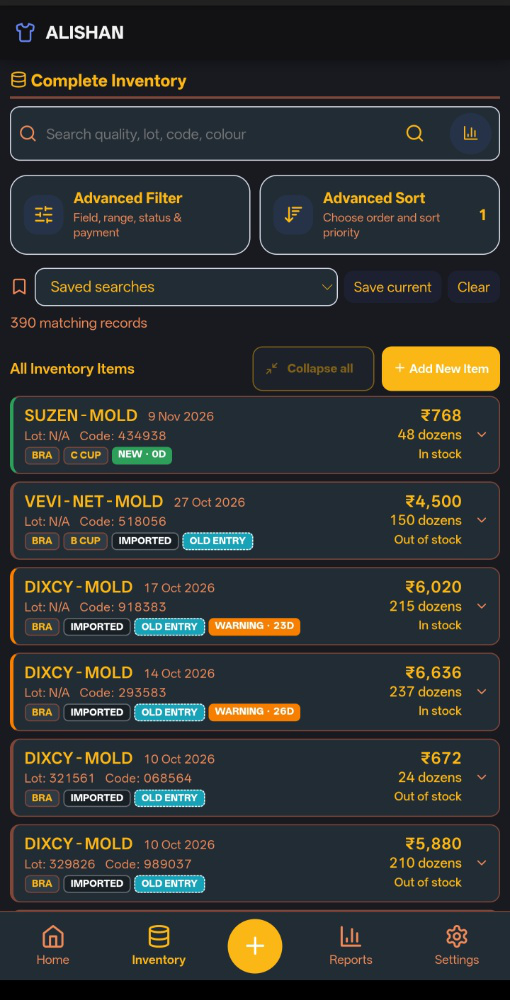 ALISHAN
Complete Inventory
Search quality, lot, code, colour
Advanced Filter
Field, range, status &
payment
Advanced Sort
Choose order and sort
priority
1
Saved searches
Save current
Clear
390 matching records
All Inventory Items
Collapse all
+ Add New Item
SUZEN-MOLD 9 Nov 2026
₹768
Lot: N/A Code: 434938
48 dozens
BRA C CUP NEW · 0D
In stock
VEVI-NET-MOLD 27 Oct 2026
₹4,500
Lot: N/A Code: 518056
150 dozens
BRA B CUP IMPORTED OLD ENTRY
Out of stock
DIXCY-MOLD 17 Oct 2026
₹6,020
Lot: N/A Code: 918383
215 dozens
BRA IMPORTED OLD ENTRY WARNING · 23D
In stock
DIXCY-MOLD 14 Oct 2026
₹6,636
Lot: N/A Code: 293583
237 dozens
BRA IMPORTED OLD ENTRY WARNING · 26D
In stock
DIXCY-MOLD 10 Oct 2026
₹672
Lot: 321561 Code: 068564
24 dozens
BRA IMPORTED OLD ENTRY
Out of stock
DIXCY-MOLD 10 Oct 2026
₹5,880
Lot: 329826 Code: 989037
210 dozens
BRA IMPORTED OLD ENTRY
Out of stock
Home
Inventory
+
Reports
Settings